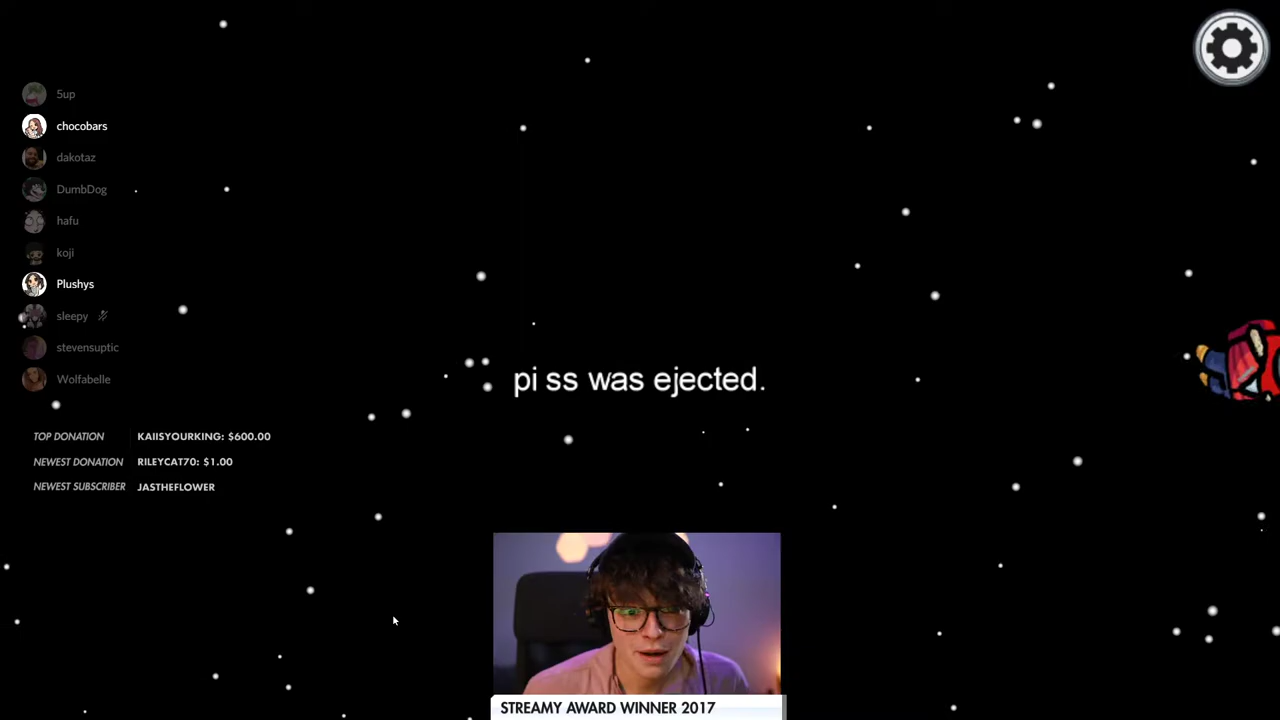 5up
chocobars
dakotaz
DumbDog
hafu
koji
Plushys
sleepy
stevensuptic
Wolfabelle
pi ss was ejected.
TOP DONATION KAIISYOURKING: $600.00
NEWEST DONATION RILEYCAT70: $1.00
NEWEST SUBSCRIBER JASTHEFLOWER
STREAMY AWARD WINNER 2017